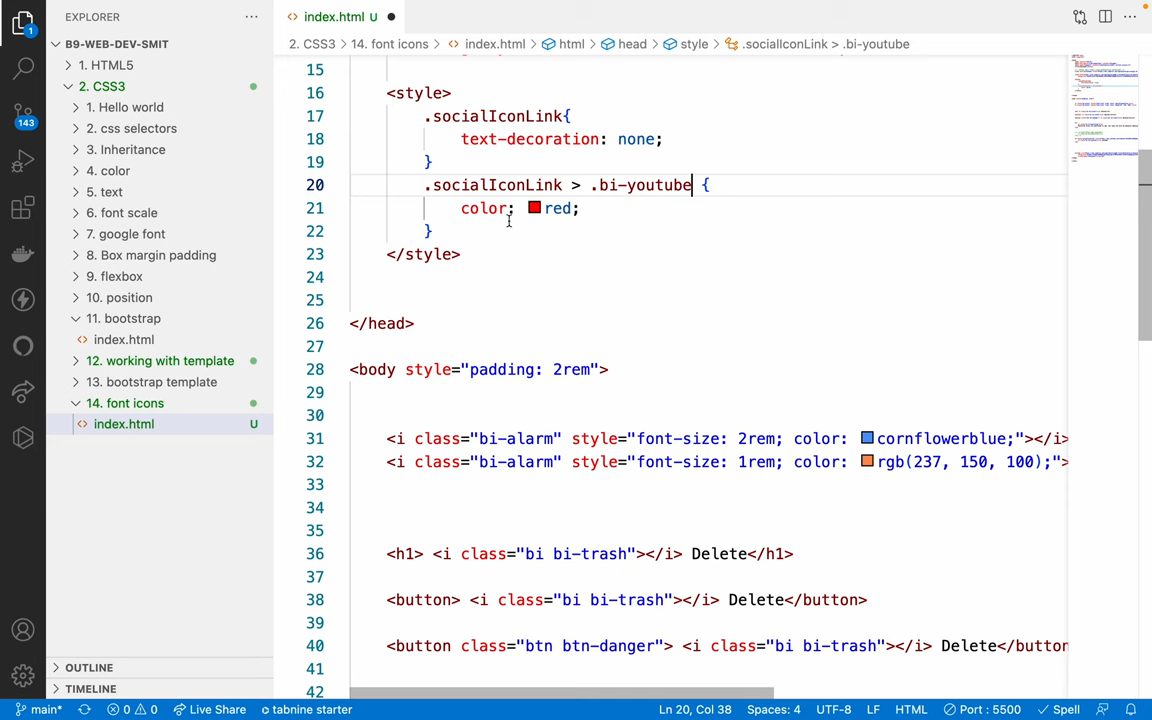 EXPLORER
B9-WEB-DEV-SMIT
1. HTML5
2. CSS3
1. Hello world
2. css selectors
3. Inheritance
4. color
5. text
6. font scale
7. google font
8. Box margin padding
9. flexbox
10. position
11. bootstrap
index.html
12. working with template
13. bootstrap template
14. font icons
index.html U
OUTLINE
TIMELINE
1
143
index.html U
2. CSS3 > 14. font icons > index.html > html > head > style > .socialIconLink > .bi-youtube
15
16 <style>
17 .socialIconLink{
18 text-decoration: none;
19 }
20 .socialIconLink > .bi-youtube {
21 color: red;
22 }
23 </style>
24
25
26 </head>
27
28 <body style="padding: 2rem">
29
30
31 <i class="bi-alarm" style="font-size: 2rem; color: cornflowerblue;"></i>
32 <i class="bi-alarm" style="font-size: 1rem; color: rgb(237, 150, 100);">
33
34
35
36 <h1> <i class="bi bi-trash"></i> Delete</h1>
37
38 <button> <i class="bi bi-trash"></i> Delete</button>
39
40 <button class="btn btn-danger"> <i class="bi bi-trash"></i> Delete</button
41
42
main* 0 0 Live Share tabnine starter Ln 20, Col 38 Spaces: 4 UTF-8 LF HTML Port : 5500 Spell